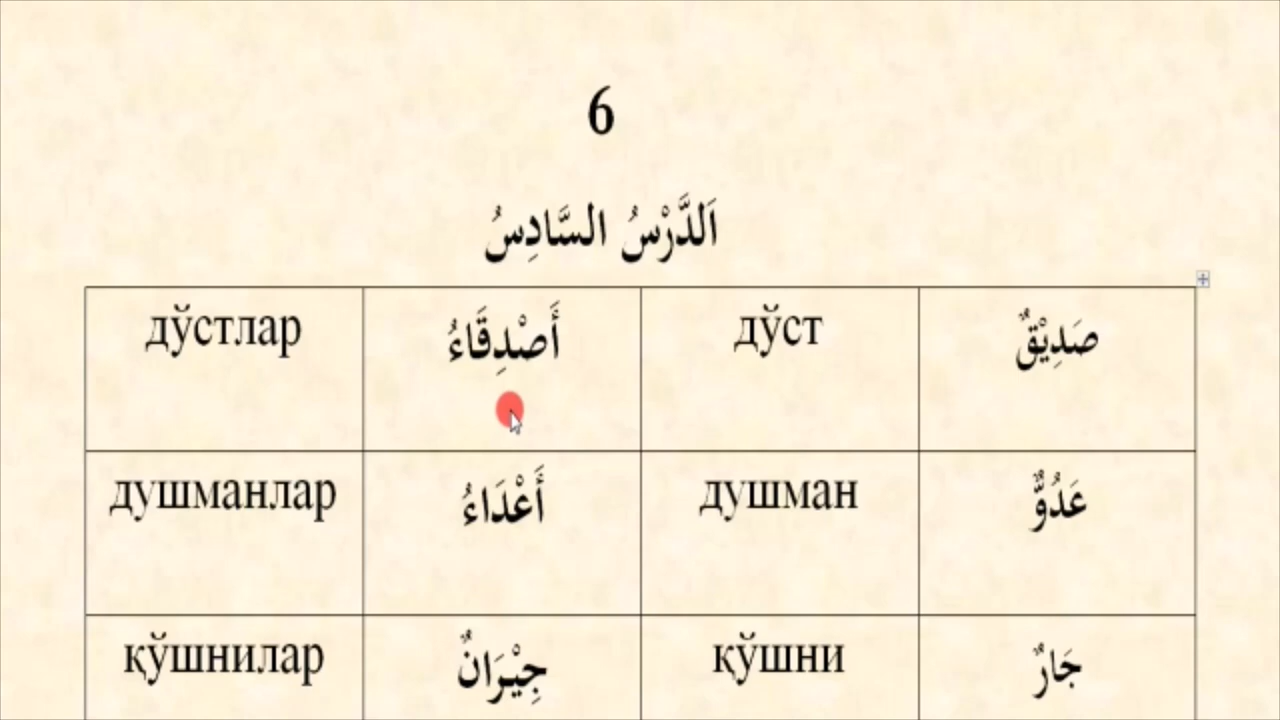 6
اَلدَّرْسُ السَّادِسُ
дўстлар أَصْدِقَاءُ дўст صَدِيْقٌ
душманлар أَعْدَاءُ душман عَدُوٌّ
қўшнилар جِيْرَانٌ қўшни جَارٌ